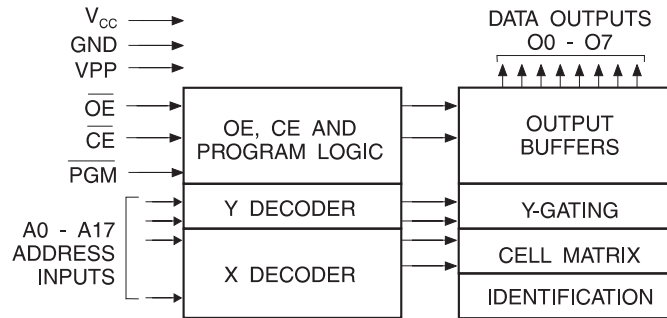 V_CC
GND
VPP
OE
CE
PGM
A0 - A17
ADDRESS
INPUTS
OE, CE AND
PROGRAM LOGIC
Y DECODER
X DECODER
DATA OUTPUTS
O0 - O7
OUTPUT
BUFFERS
Y-GATING
CELL MATRIX
IDENTIFICATION